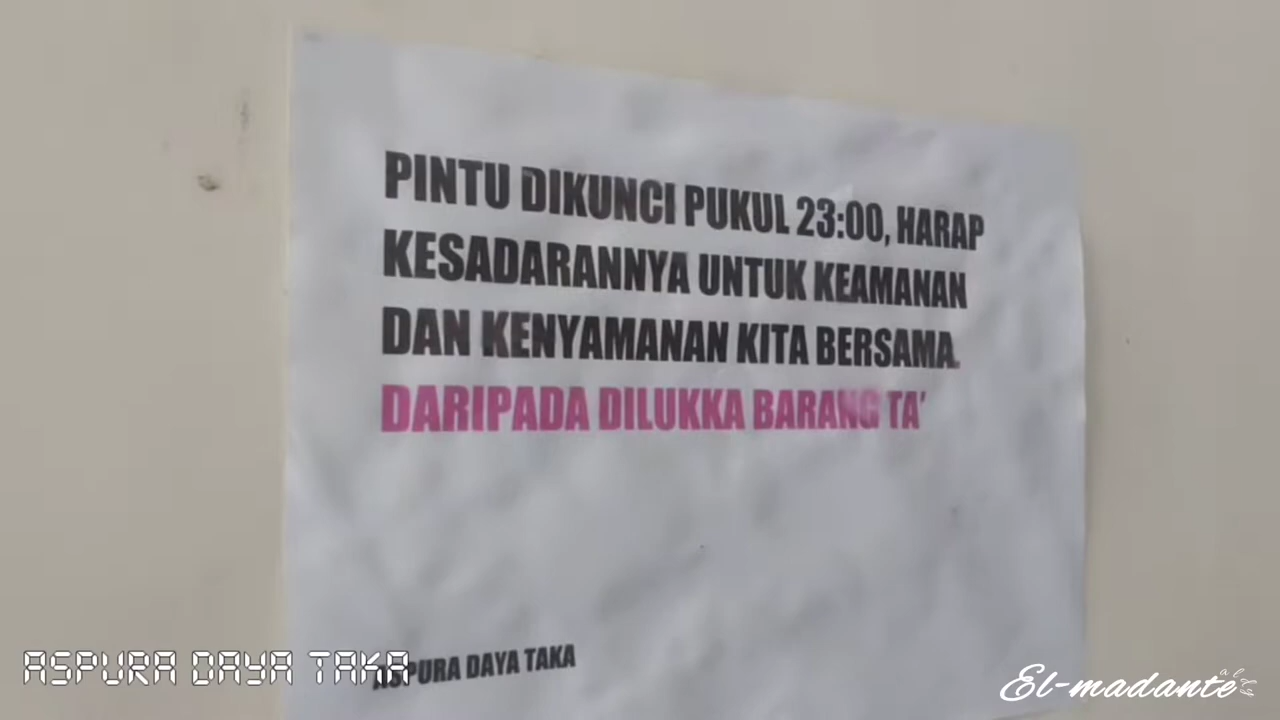 PINTU DIKUNCI PUKUL 23:00, HARAP
KESADARANNYA UNTUK KEAMANAN
DAN KENYAMANAN KITA BERSAMA.
DARIPADA DILUKKA BARANG TA'
ASPURA DAYA TAKA
ASPURA DAYA TAKA
El-madante